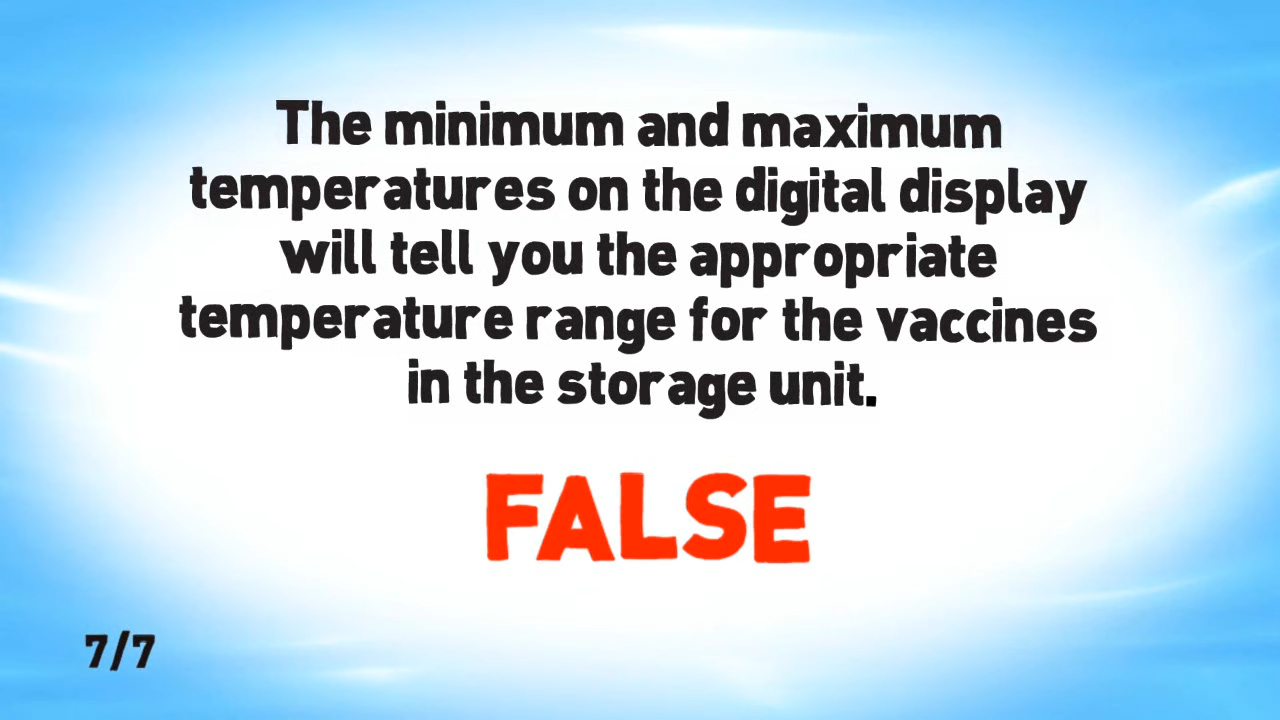 The minimum and maximum
temperatures on the digital display
will tell you the appropriate
temperature range for the vaccines
in the storage unit.
FALSE
7/7